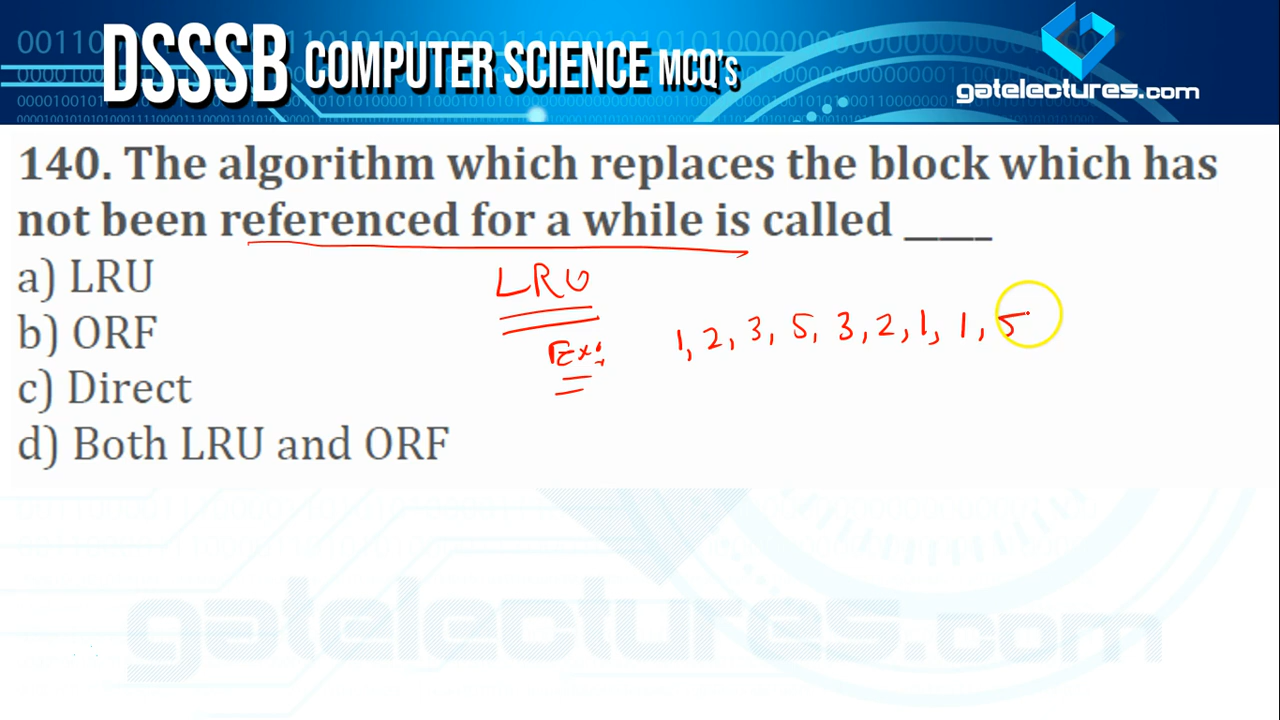 DSSSB COMPUTER SCIENCE MCQ'S
gatelectures.com
140. The algorithm which replaces the block which has
not been referenced for a while is called _____
a) LRU
LRU
b) ORF
Ex:
1, 2, 3, 5, 3, 2, 1, 1, 5
c) Direct
d) Both LRU and ORF
gatelectures.com